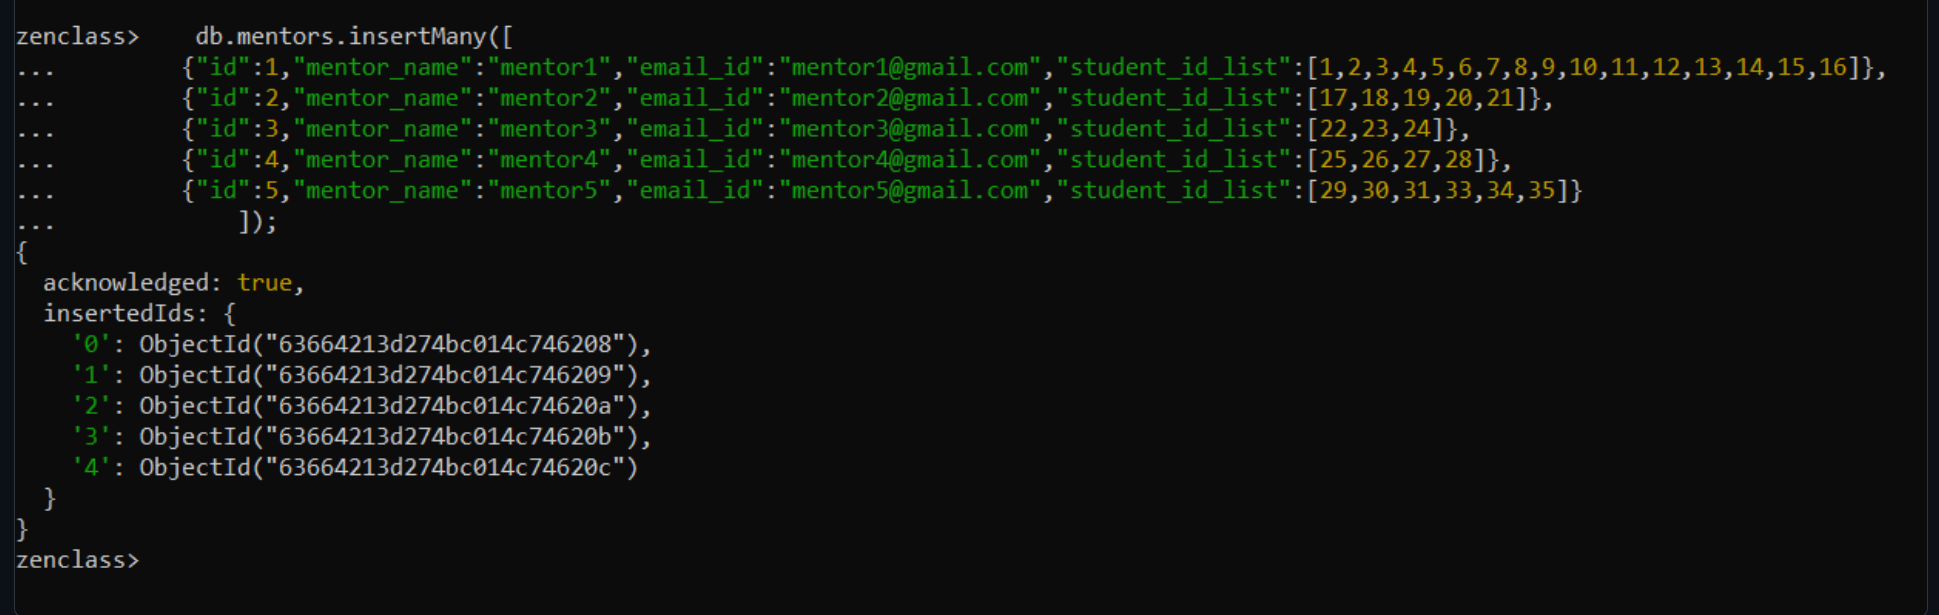 zenclass>    db.mentors.insertMany([
...         {"id":1,"mentor_name":"mentor1","email_id":"mentor1@gmail.com","student_id_list":[1,2,3,4,5,6,7,8,9,10,11,12,13,14,15,16]},
...         {"id":2,"mentor_name":"mentor2","email_id":"mentor2@gmail.com","student_id_list":[17,18,19,20,21]},
...         {"id":3,"mentor_name":"mentor3","email_id":"mentor3@gmail.com","student_id_list":[22,23,24]},
...         {"id":4,"mentor_name":"mentor4","email_id":"mentor4@gmail.com","student_id_list":[25,26,27,28]},
...         {"id":5,"mentor_name":"mentor5","email_id":"mentor5@gmail.com","student_id_list":[29,30,31,33,34,35]}
...             ]);
{
  acknowledged: true,
  insertedIds: {
    '0': ObjectId("63664213d274bc014c746208"),
    '1': ObjectId("63664213d274bc014c746209"),
    '2': ObjectId("63664213d274bc014c74620a"),
    '3': ObjectId("63664213d274bc014c74620b"),
    '4': ObjectId("63664213d274bc014c74620c")
  }
}
zenclass>